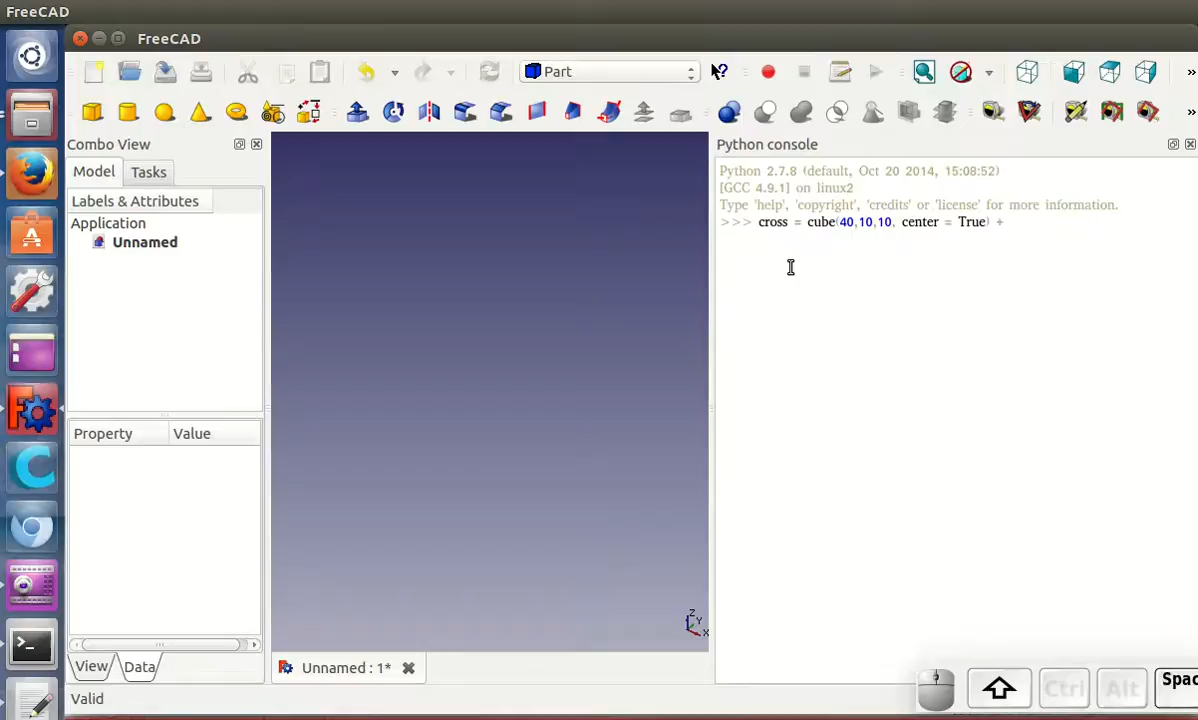 FreeCAD
FreeCAD
Part
»
»
Combo View
Python console
Model
Tasks
Labels & Attributes
Application
Unnamed
Python 2.7.8 (default, Oct 20 2014, 15:08:52)
[GCC 4.9.1] on linux2
Type 'help', 'copyright', 'credits' or 'license' for more information.
>>> cross = cube(40,10,10, center = True) +
Property
Value
Z
Y
X
View
Data
Unnamed : 1*
Valid
Ctrl
Alt
Spac